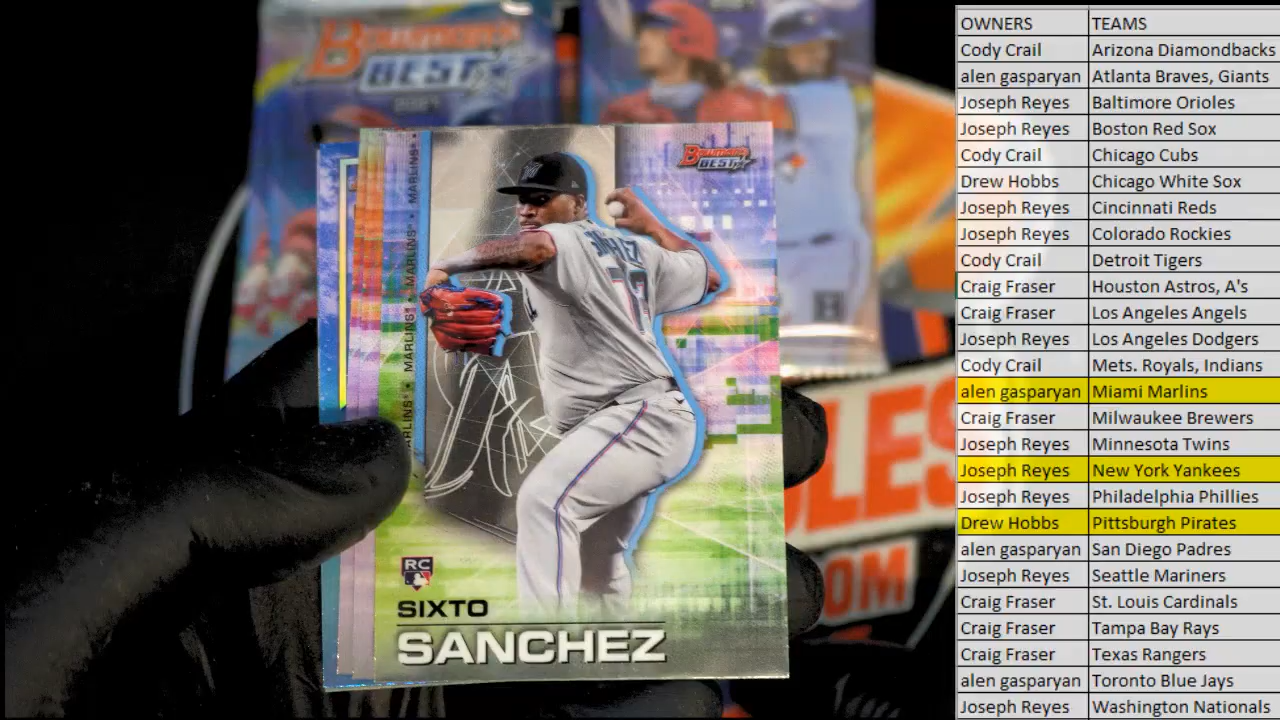 BOWMAN'S
BEST
Bowman's
BEST
MARLINS • MARLINS • MARLINS • MARLINS
SANCHEZ
RC
SIXTO
SANCHEZ
OM
OWNERS TEAMS
Cody Crail Arizona Diamondbacks
alen gasparyan Atlanta Braves, Giants
Joseph Reyes Baltimore Orioles
Joseph Reyes Boston Red Sox
Cody Crail Chicago Cubs
Drew Hobbs Chicago White Sox
Joseph Reyes Cincinnati Reds
Joseph Reyes Colorado Rockies
Cody Crail Detroit Tigers
Craig Fraser Houston Astros, A's
Craig Fraser Los Angeles Angels
Joseph Reyes Los Angeles Dodgers
Cody Crail Mets. Royals, Indians
alen gasparyan Miami Marlins
Craig Fraser Milwaukee Brewers
Joseph Reyes Minnesota Twins
Joseph Reyes New York Yankees
Joseph Reyes Philadelphia Phillies
Drew Hobbs Pittsburgh Pirates
alen gasparyan San Diego Padres
Joseph Reyes Seattle Mariners
Craig Fraser St. Louis Cardinals
Craig Fraser Tampa Bay Rays
Craig Fraser Texas Rangers
alen gasparyan Toronto Blue Jays
Joseph Reyes Washington Nationals